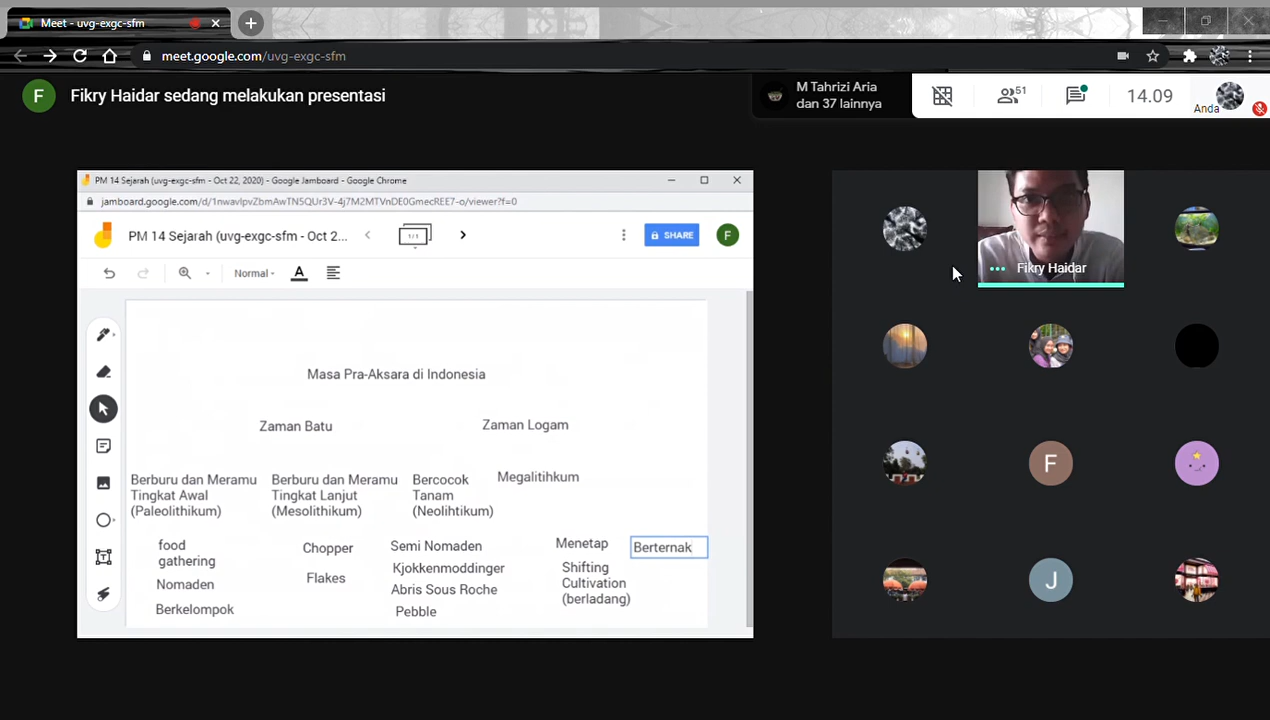 Meet - uvg-exgc-sfm
meet.google.com/uvg-exgc-sfm
F
Fikry Haidar sedang melakukan presentasi
M Tahrizi Aria
dan 37 lainnya
51
14.09
Anda
PM 14 Sejarah (uvg-exgc-sfm - Oct 22, 2020) - Google Jamboard - Google Chrome
jamboard.google.com/d/1nwavlpvZbmAwTN5QUr3V-4j7M2MTVnDE0GmecREE7-o/viewer?f=0
PM 14 Sejarah (uvg-exgc-sfm - Oct 2...
1/1
SHARE
F
Normal
A
Masa Pra-Aksara di Indonesia
Zaman Batu
Zaman Logam
Berburu dan Meramu
Tingkat Awal
(Paleolithikum)
Berburu dan Meramu
Tingkat Lanjut
(Mesolithikum)
Bercocok
Tanam
(Neolihtikum)
Megalitihkum
food
gathering
Nomaden
Berkelompok
Chopper
Flakes
Semi Nomaden
Kjokkenmoddinger
Abris Sous Roche
Pebble
Menetap
Shifting
Cultivation
(berladang)
Berternak
Fikry Haidar
F
J